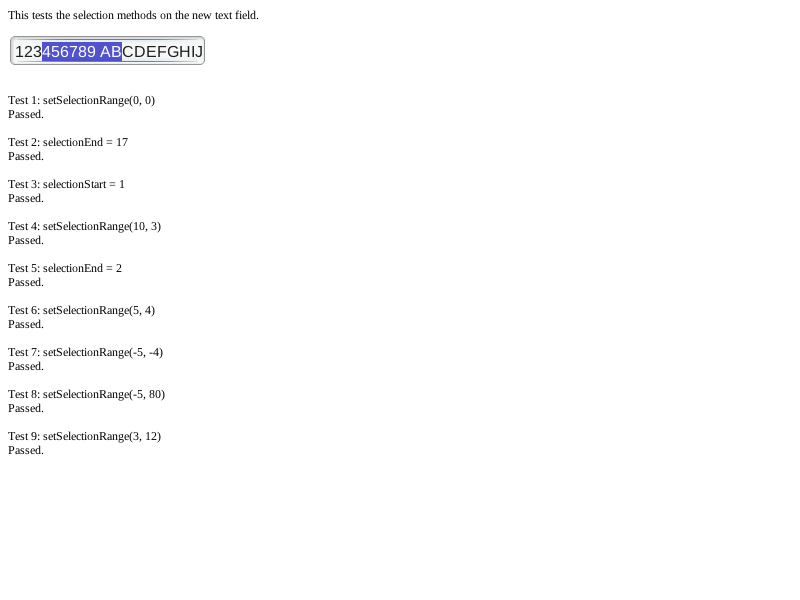 This tests the selection methods on the new text field.
123456789 ABCDEFGHIJ
Test 1: setSelectionRange(0, 0)
Passed.
Test 2: selectionEnd = 17
Passed.
Test 3: selectionStart = 1
Passed.
Test 4: setSelectionRange(10, 3)
Passed.
Test 5: selectionEnd = 2
Passed.
Test 6: setSelectionRange(5, 4)
Passed.
Test 7: setSelectionRange(-5, -4)
Passed.
Test 8: setSelectionRange(-5, 80)
Passed.
Test 9: setSelectionRange(3, 12)
Passed.